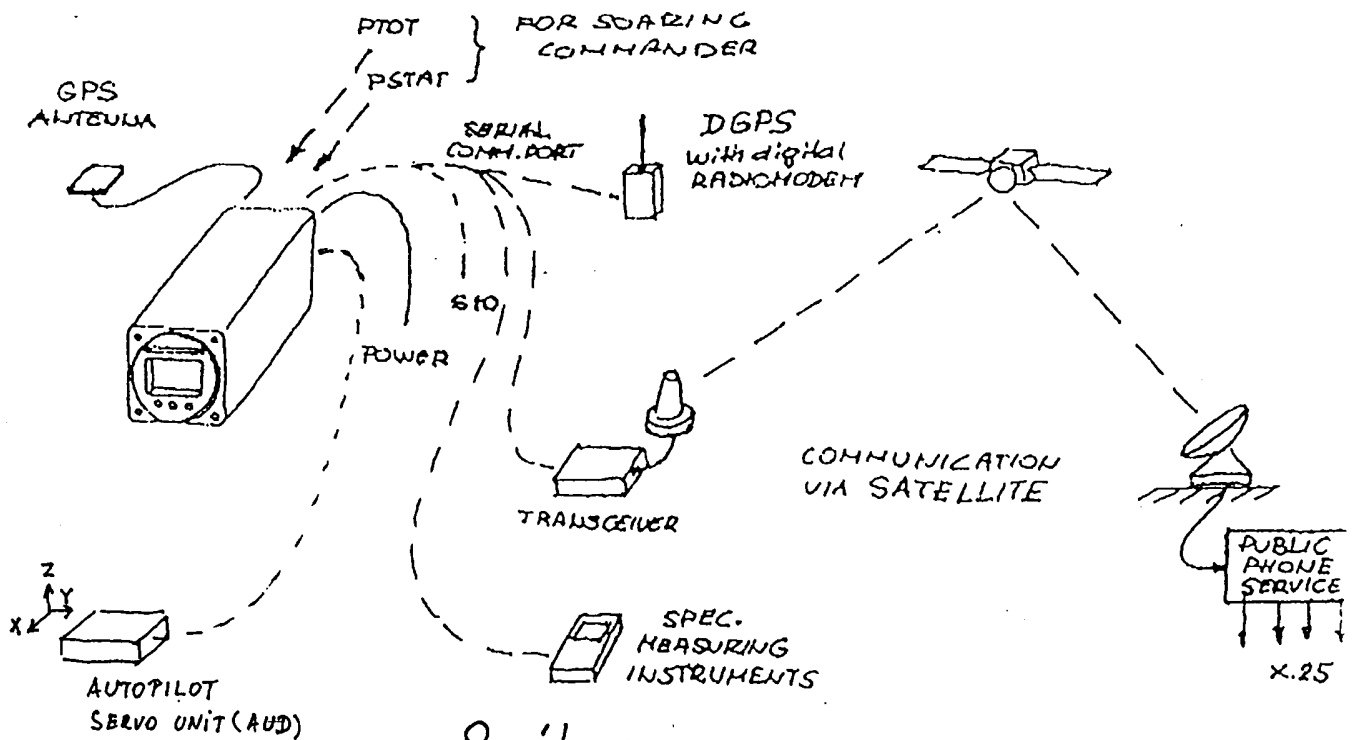 PTOT
PSTAT
FOR SOARING
COMMANDER
GPS
ANTENNA
SERIAL
COMM. PORT
DGPS
with digital
RADIOMODEM
SIO
POWER
TRANSCEIVER
COMMUNICATION
VIA SATELLITE
PUBLIC
PHONE
SERVICE
X.25
Z
Y
X
AUTOPILOT
SERVO UNIT (AUD)
SPEC.
MEASURING
INSTRUMENTS